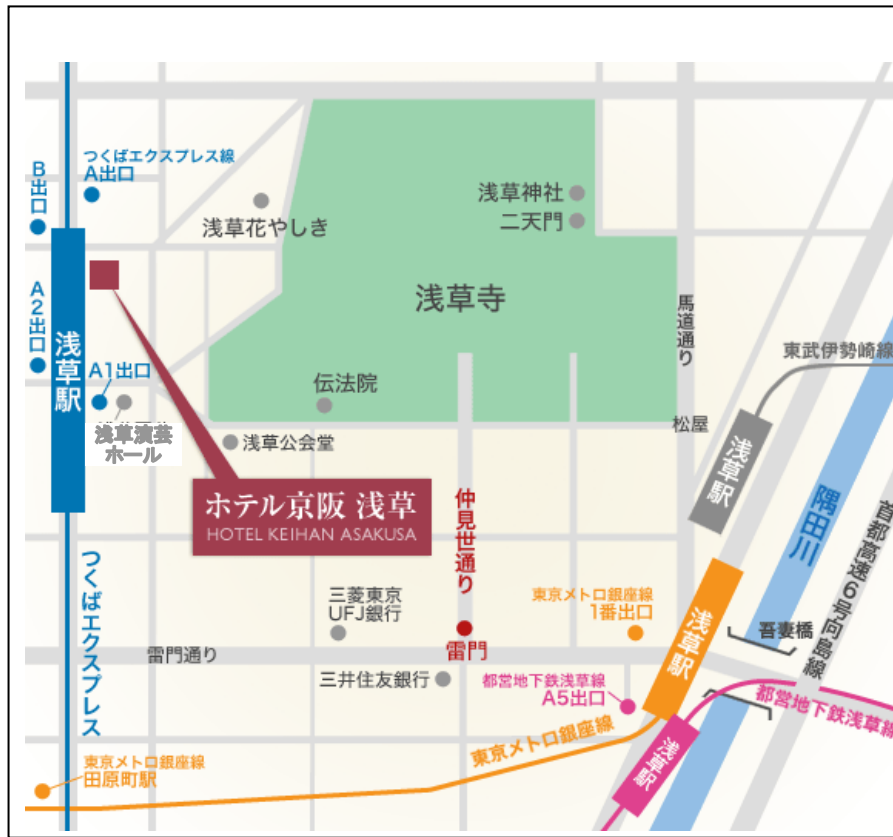 つくばエクスプレス線
A出口
B出口
浅草花やしき
浅草神社
二天門
浅草寺
馬道通り
A2出口
浅草駅
A1出口
浅草演芸
ホール
伝法院
浅草公会堂
松屋
東武伊勢崎線
浅草駅
隅田川
首都高速6号向島線
ホテル京阪 浅草
HOTEL KEIHAN ASAKUSA
仲見世通り
つくばエクスプレス
三菱東京
UFJ銀行
東京メトロ銀座線
1番出口
浅草駅
吾妻橋
雷門
雷門通り
三井住友銀行
都営地下鉄浅草線
A5出口
都営地下鉄浅草線
浅草駅
東京メトロ銀座線
東京メトロ銀座線
田原町駅